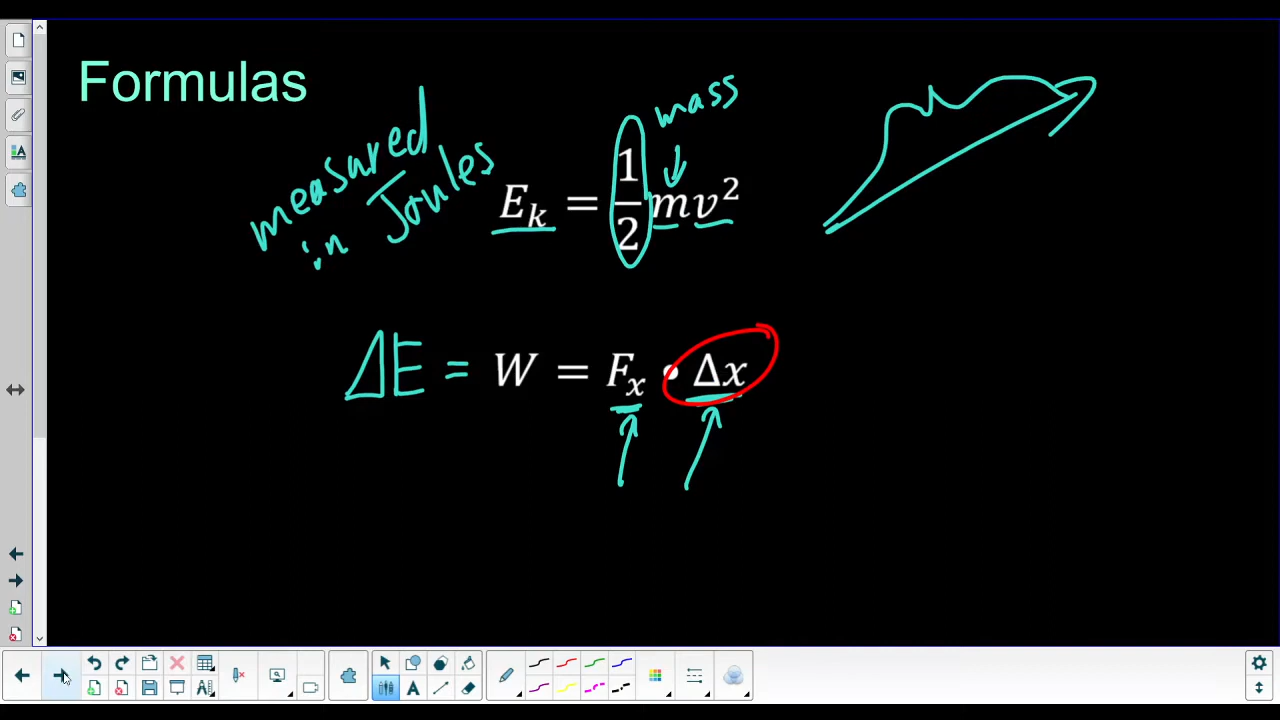 Formulas
mass
measured
in Joules
E_k = 1/2 mv²
ΔE = W = F_x • Δx